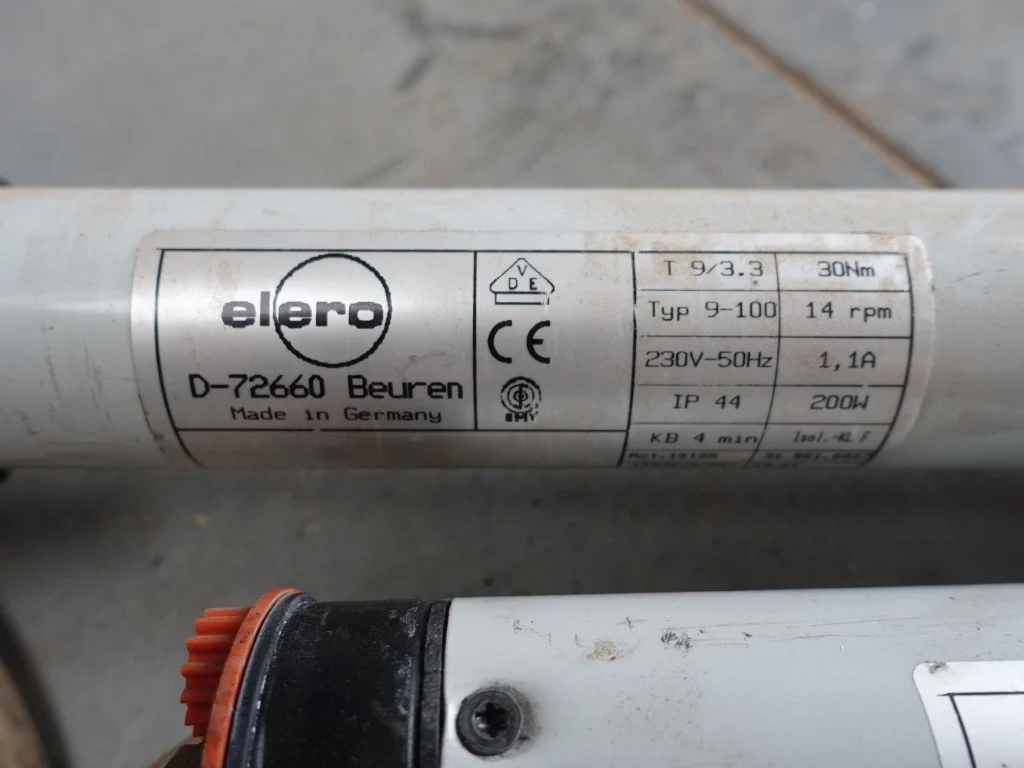 elero
D-72660 Beuren
Made in Germany
V
D E
CE
T 9/3.3 30Nm
Typ 9-100 14 rpm
230V-50Hz 1,1A
IP 44 200W
KB 4 min Isol.-KL F